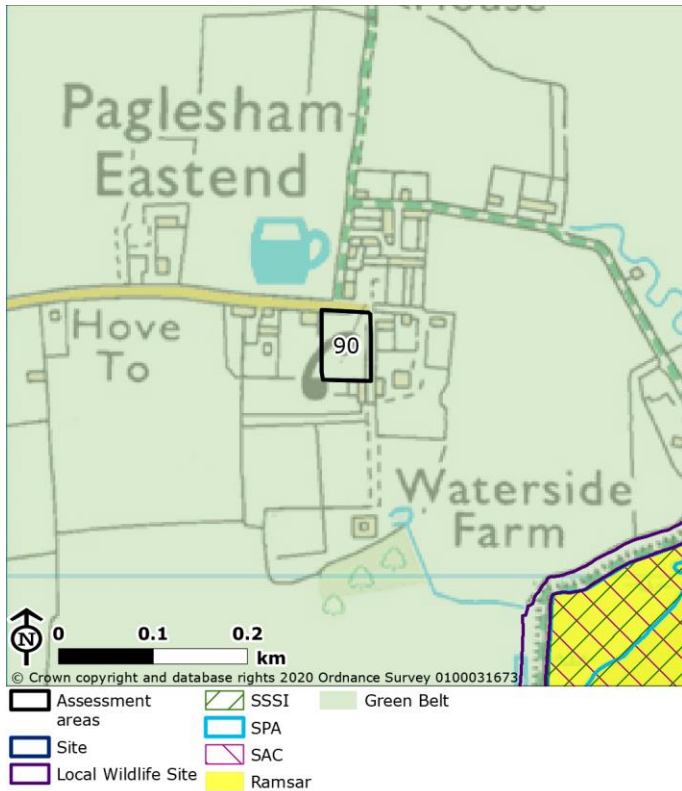 House
Paglesham
Eastend
Hove
To
90
Waterside
Farm
N
0 0.1 0.2
km
© Crown copyright and database rights 2020 Ordnance Survey 0100031673
Assessment
areas
Site
Local Wildlife Site
SSSI
SPA
SAC
Ramsar
Green Belt